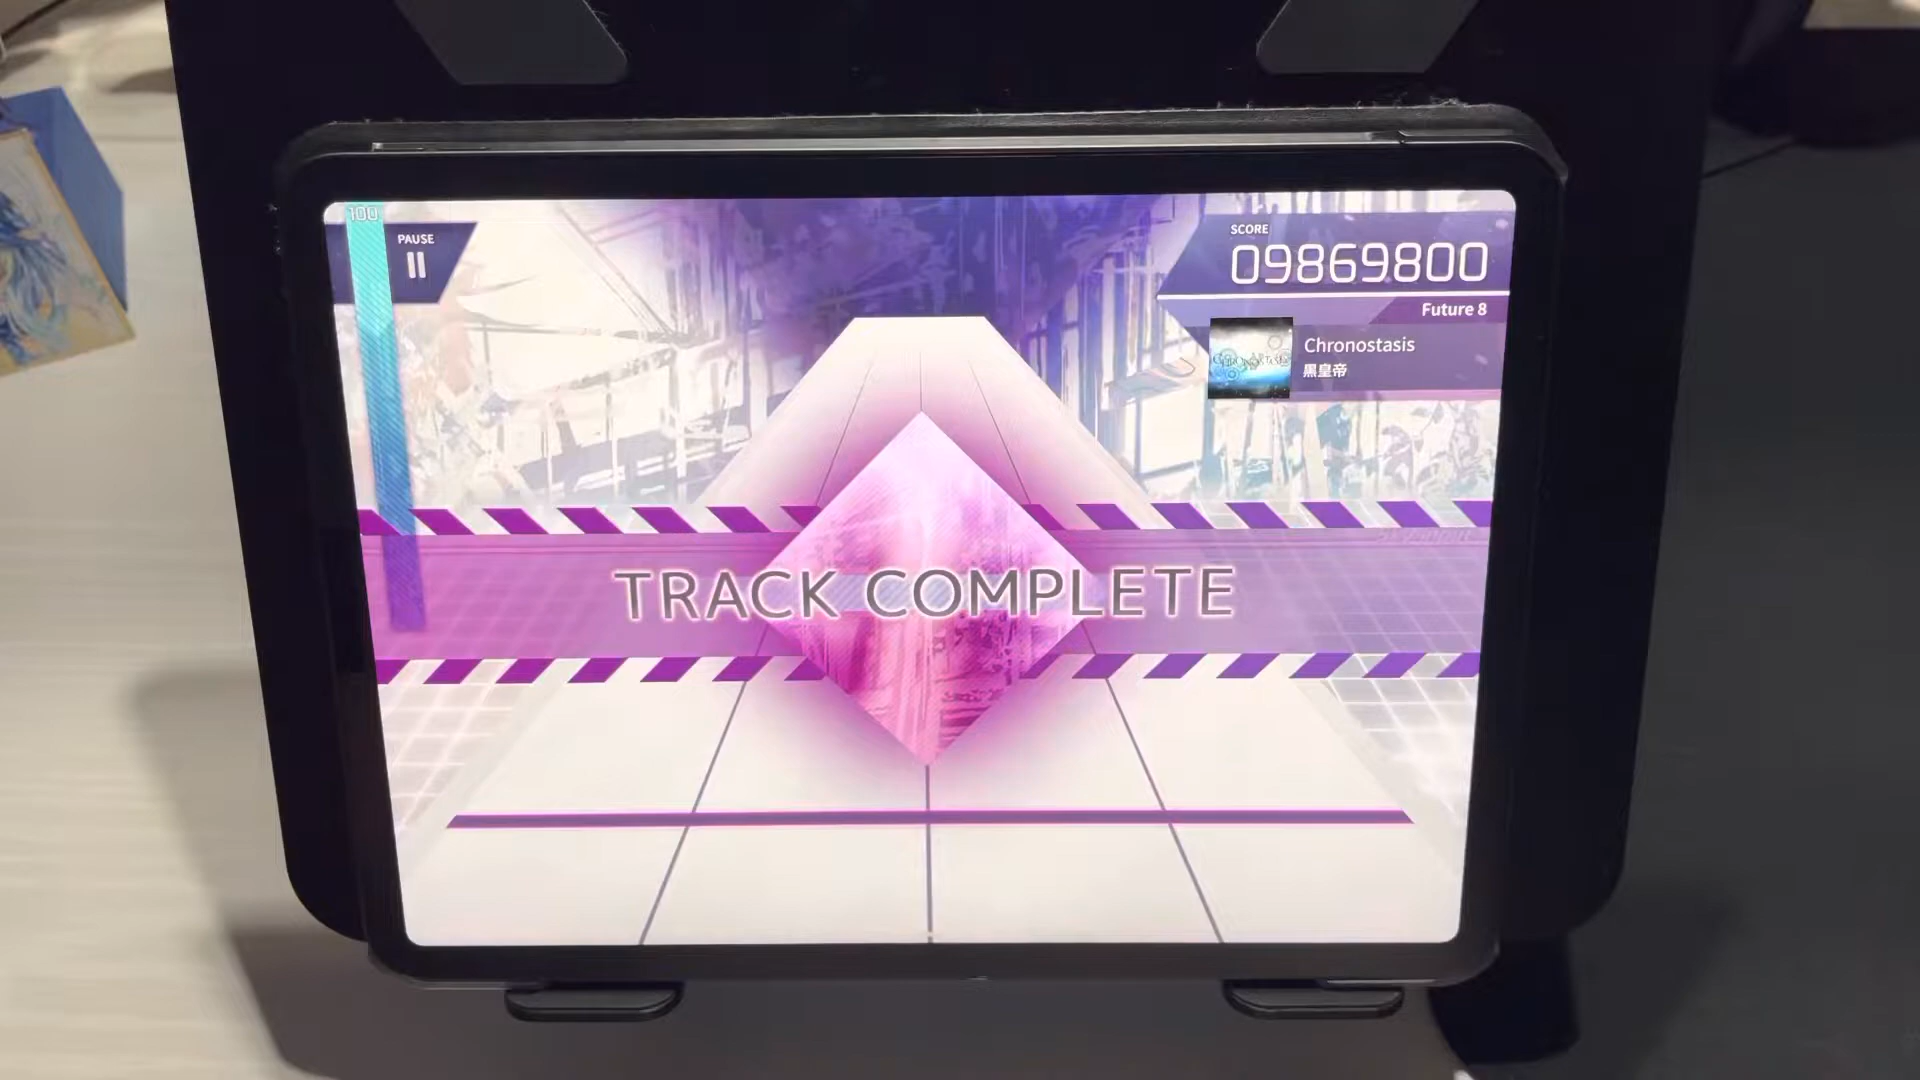 100
PAUSE
SCORE
09869800
Future 8
Chronostasis
黒皇帝
TRACK COMPLETE